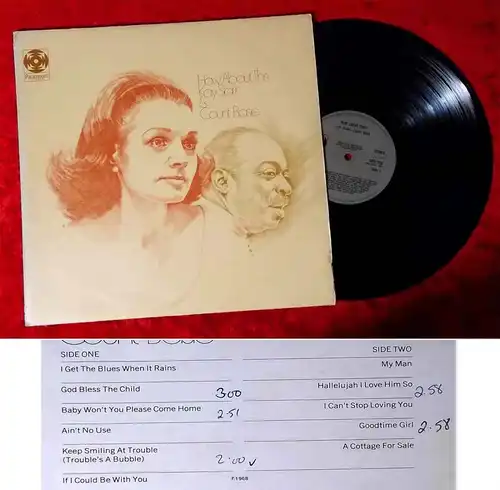 How About This
Kay Starr
&
Count Basie
Count Basie
SIDE ONE
I Get The Blues When It Rains
God Bless The Child 3.00
Baby Won't You Please Come Home 2.51
Ain't No Use
Keep Smiling At Trouble
(Trouble's A Bubble) 2.00 ✓
If I Could Be With You
SIDE TWO
My Man
Hallelujah I Love Him So 2.58
I Can't Stop Loving You
Goodtime Girl 2.58
A Cottage For Sale